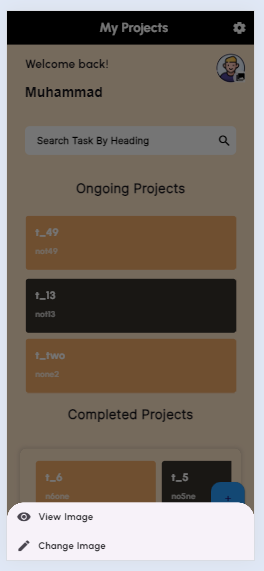 My Projects
Welcome back!
Muhammad
Search Task By Heading
Ongoing Projects
t_49
not49
t_13
not13
t_two
none2
Completed Projects
t_6
n6one
t_5
no5ne
+
View Image
Change Image